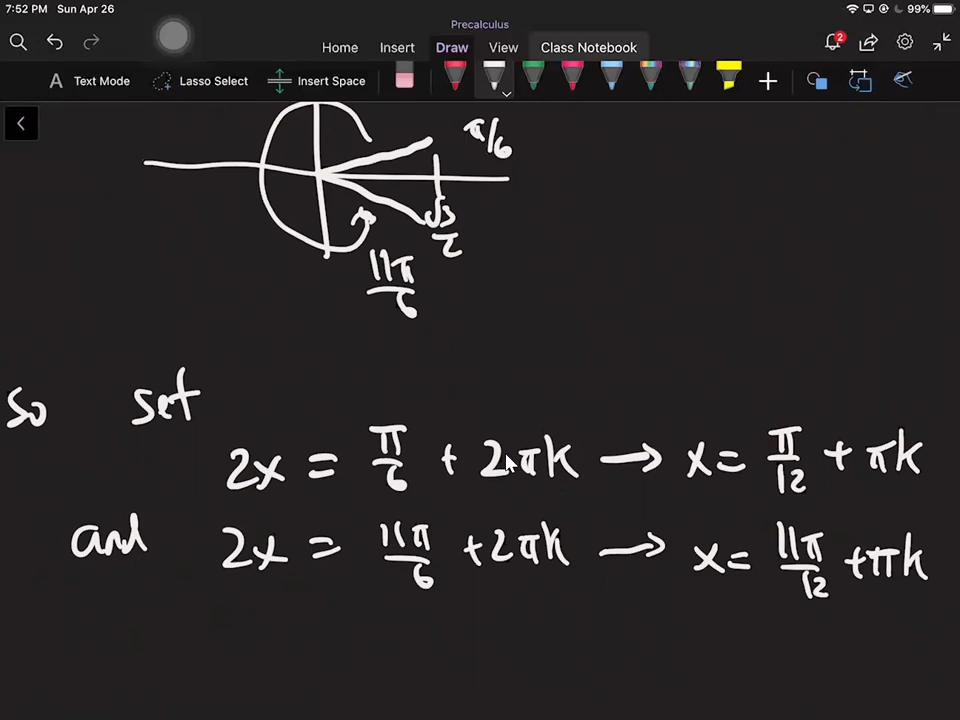 7:52 PM Sun Apr 26 99%
Precalculus
Home Insert Draw View Class Notebook 2
A Text Mode Lasso Select Insert Space
π/6
√3/2
11π/6
So set
2x = π/6 + 2πk → x = π/12 + πk
and 2x = 11π/6 + 2πk → x = 11π/12 + πk